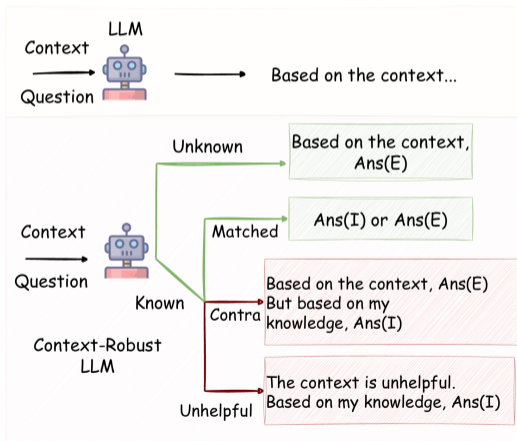 LLM
Context
Question
Based on the context...
Unknown
Based on the context,
Ans(E)
Context
Question
Matched
Ans(I) or Ans(E)
Known
Contra
Based on the context, Ans(E)
But based on my
knowledge, Ans(I)
Context-Robust
LLM
Unhelpful
The context is unhelpful.
Based on my knowledge, Ans(I)